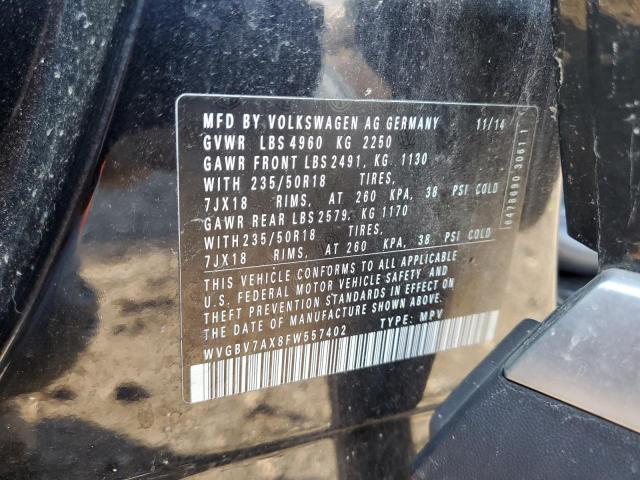 MFD BY VOLKSWAGEN AG GERMANY 11/14
GVWR LBS 4960 KG 2250
GAWR FRONT LBS 2491, KG 1130
WITH 235/50R18 TIRES,
7JX18 RIMS, AT 260 KPA, 38 PSI COLD
GAWR REAR LBS 2579, KG 1170
WITH 235/50R18 TIRES,
7JX18 RIMS, AT 260 KPA, 38 PSI COLD
THIS VEHICLE CONFORMS TO ALL APPLICABLE
U.S. FEDERAL MOTOR VEHICLE SAFETY AND
THEFT PREVENTION STANDARDS IN EFFECT ON
THE DATE OF MANUFACTURE SHOWN ABOVE.
WVGBV7AX8FW557402 TYPE: MPV